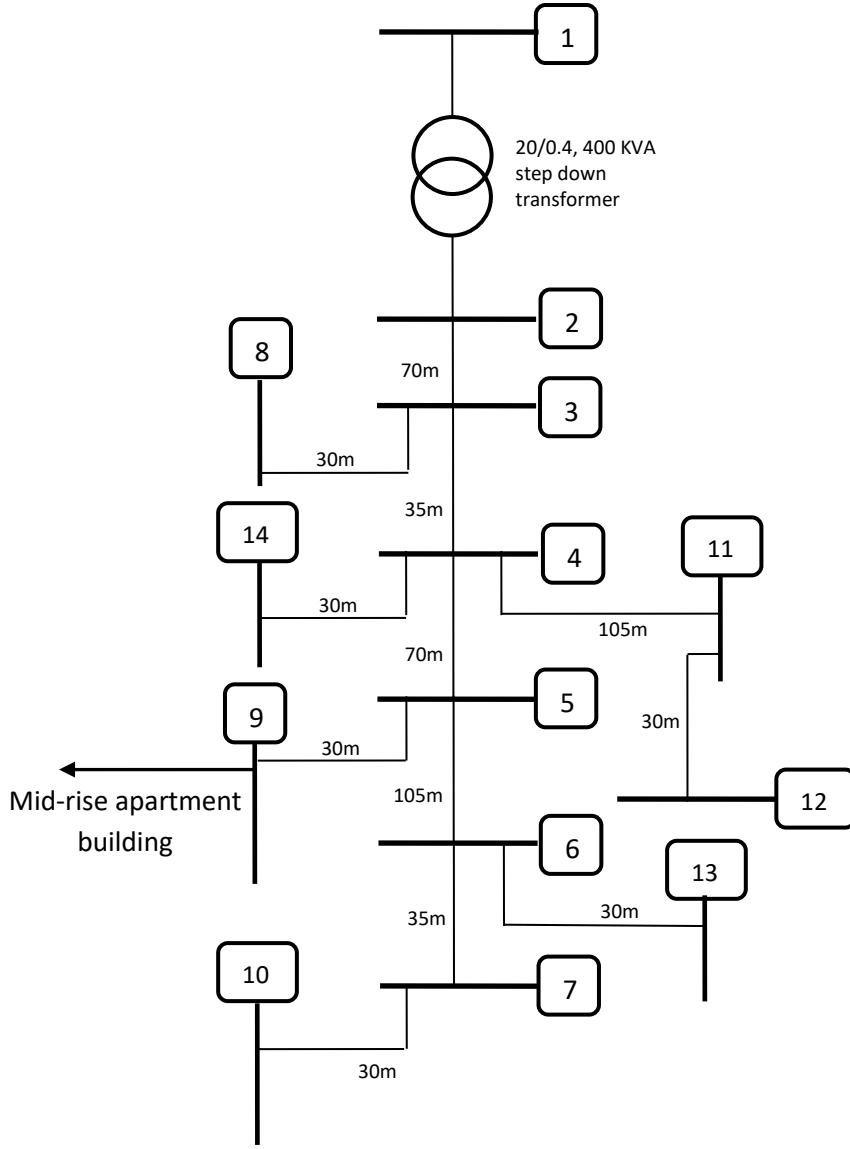 1
20/0.4, 400 KVA
step down
transformer
2
8
70m
3
30m
35m
14
4
11
30m
105m
70m
9
5
30m
30m
Mid-rise apartment
building
105m
12
6
13
35m
30m
10
7
30m